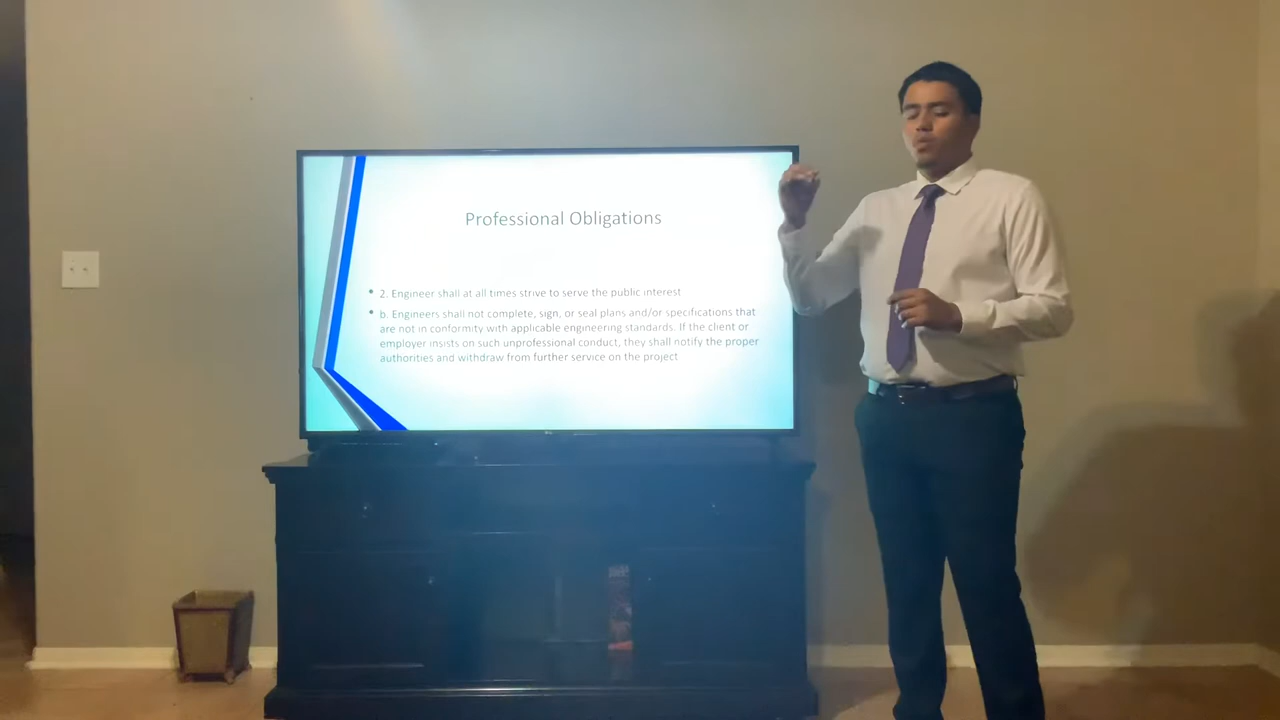 Professional Obligations
• 2. Engineer shall at all times strive to serve the public interest
• b. Engineers shall not complete, sign, or seal plans and/or specifications that
are not in conformity with applicable engineering standards. If the client or
employer insists on such unprofessional conduct, they shall notify the proper
authorities and withdraw from further service on the project